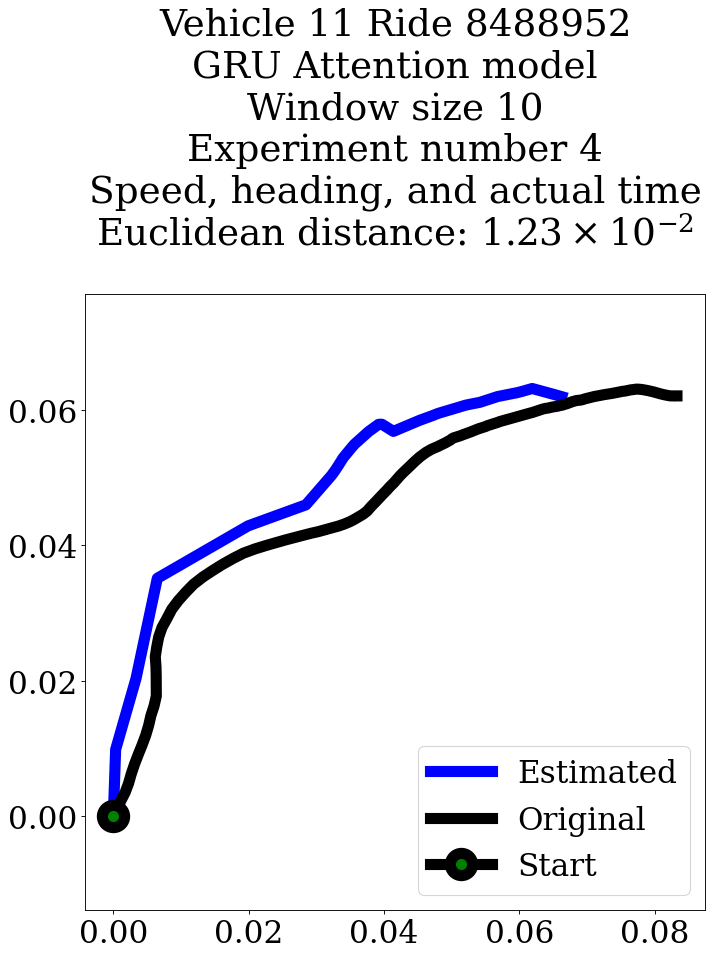 Vehicle 11 Ride 8488952
GRU Attention model
Window size 10
Experiment number 4
Speed, heading, and actual time
Euclidean distance: 1.23 × 10⁻²
0.06
0.04
0.02
0.00
Estimated
Original
Start
0.00 0.02 0.04 0.06 0.08